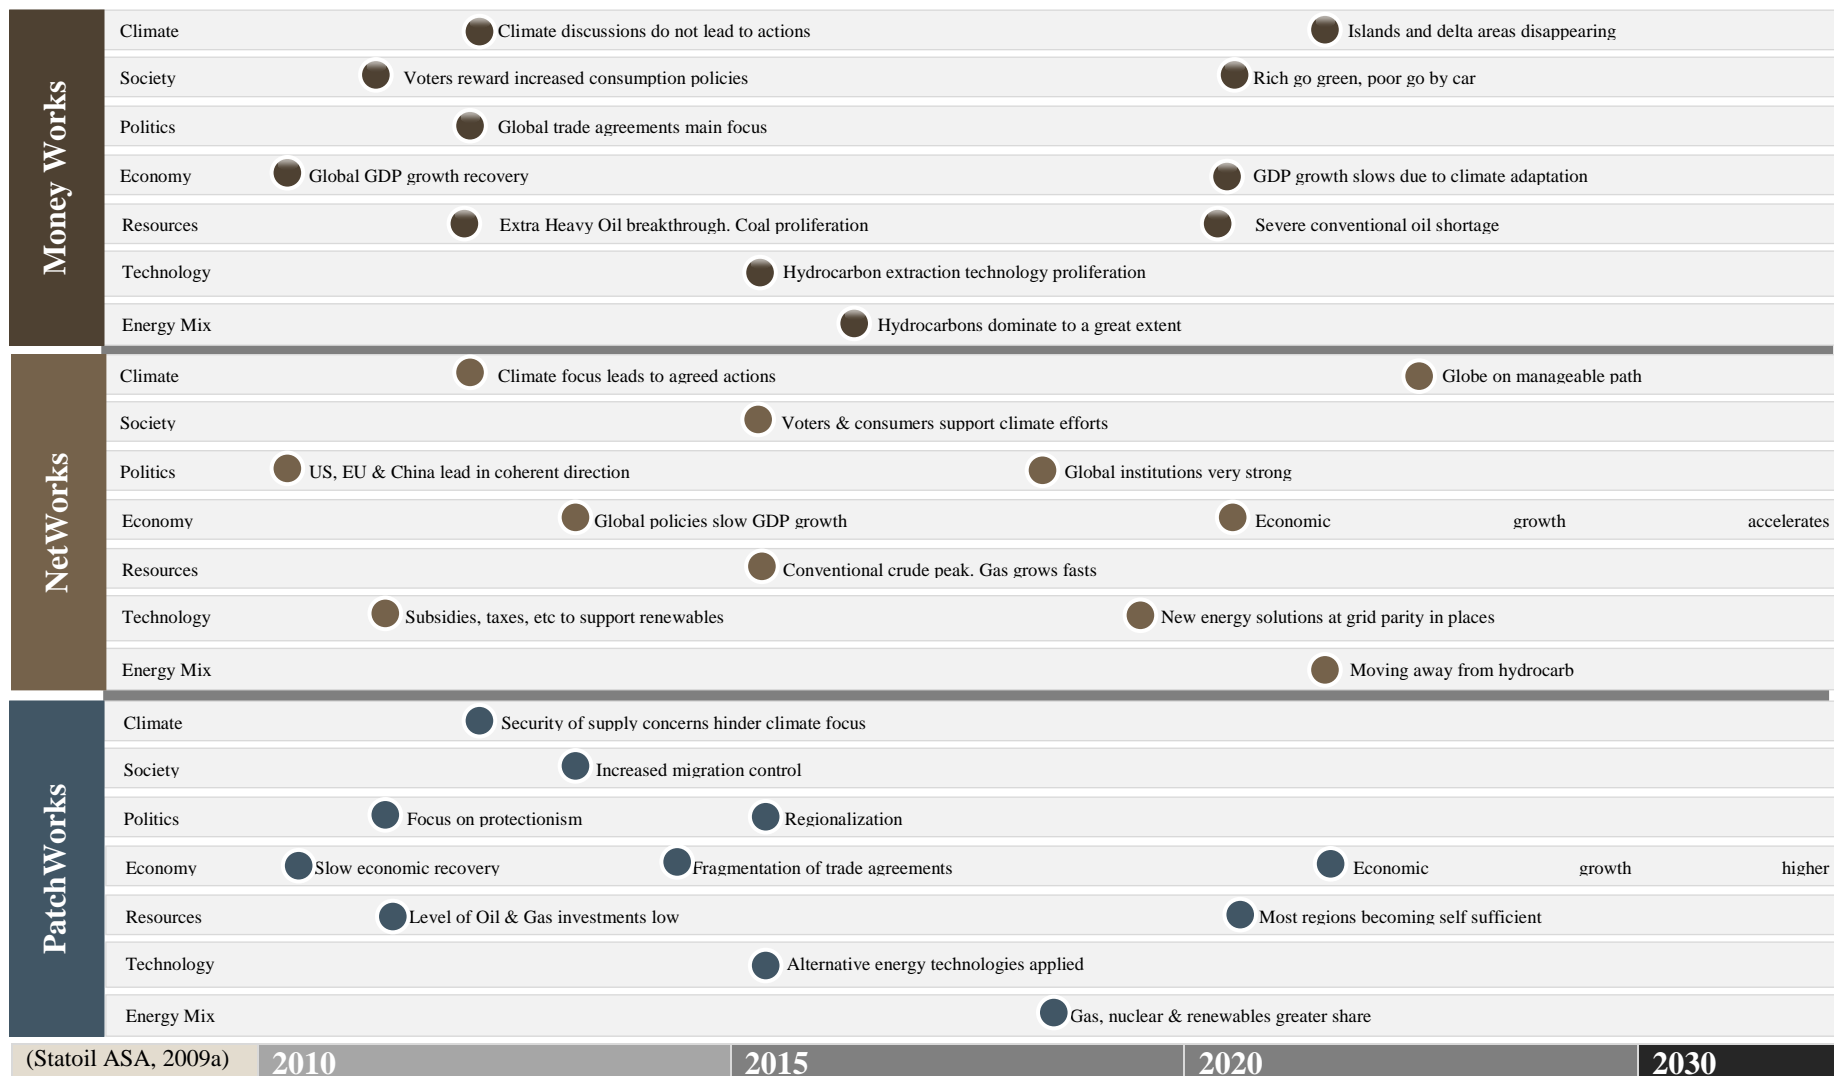 Money Works
Climate Climate discussions do not lead to actions Islands and delta areas disappearing
Society Voters reward increased consumption policies Rich go green, poor go by car
Politics Global trade agreements main focus
Economy Global GDP growth recovery GDP growth slows due to climate adaptation
Resources Extra Heavy Oil breakthrough. Coal proliferation Severe conventional oil shortage
Technology Hydrocarbon extraction technology proliferation
Energy Mix Hydrocarbons dominate to a great extent
NetWorks
Climate Climate focus leads to agreed actions Globe on manageable path
Society Voters & consumers support climate efforts
Politics US, EU & China lead in coherent direction Global institutions very strong
Economy Global policies slow GDP growth Economic growth accelerates
Resources Conventional crude peak. Gas grows fasts
Technology Subsidies, taxes, etc to support renewables New energy solutions at grid parity in places
Energy Mix Moving away from hydrocarb
PatchWorks
Climate Security of supply concerns hinder climate focus
Society Increased migration control
Politics Focus on protectionism Regionalization
Economy Slow economic recovery Fragmentation of trade agreements Economic growth higher
Resources Level of Oil & Gas investments low Most regions becoming self sufficient
Technology Alternative energy technologies applied
Energy Mix Gas, nuclear & renewables greater share
(Statoil ASA, 2009a) 2010 2015 2020 2030